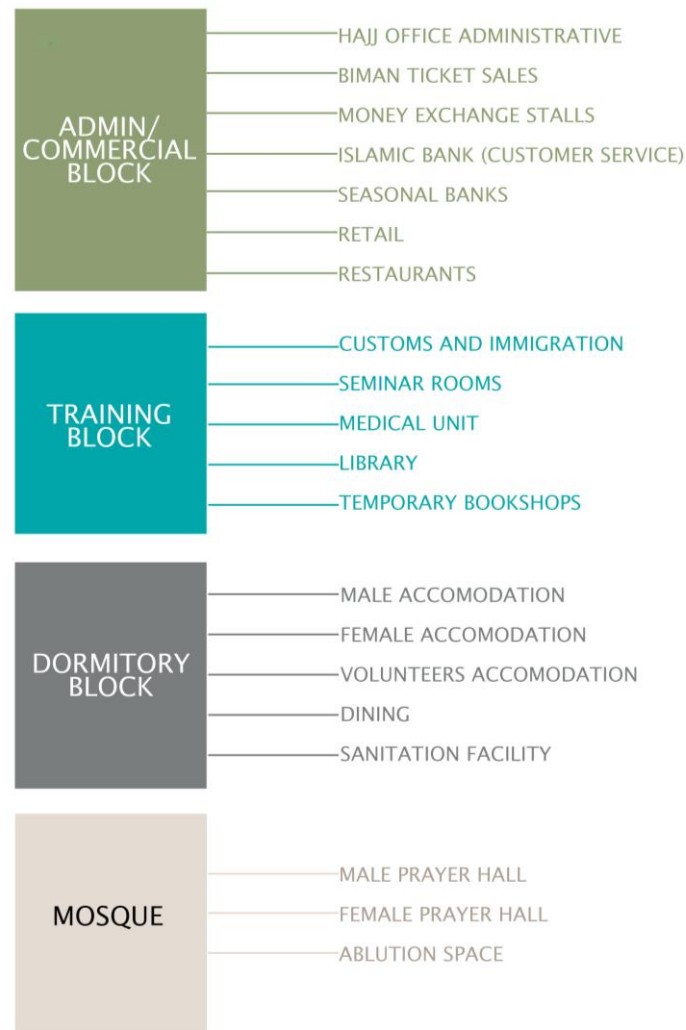 ADMIN/
COMMERCIAL
BLOCK
HAJJ OFFICE ADMINISTRATIVE
BIMAN TICKET SALES
MONEY EXCHANGE STALLS
ISLAMIC BANK (CUSTOMER SERVICE)
SEASONAL BANKS
RETAIL
RESTAURANTS
TRAINING
BLOCK
CUSTOMS AND IMMIGRATION
SEMINAR ROOMS
MEDICAL UNIT
LIBRARY
TEMPORARY BOOKSHOPS
DORMITORY
BLOCK
MALE ACCOMODATION
FEMALE ACCOMODATION
VOLUNTEERS ACCOMODATION
DINING
SANITATION FACILITY
MOSQUE
MALE PRAYER HALL
FEMALE PRAYER HALL
ABLUTION SPACE